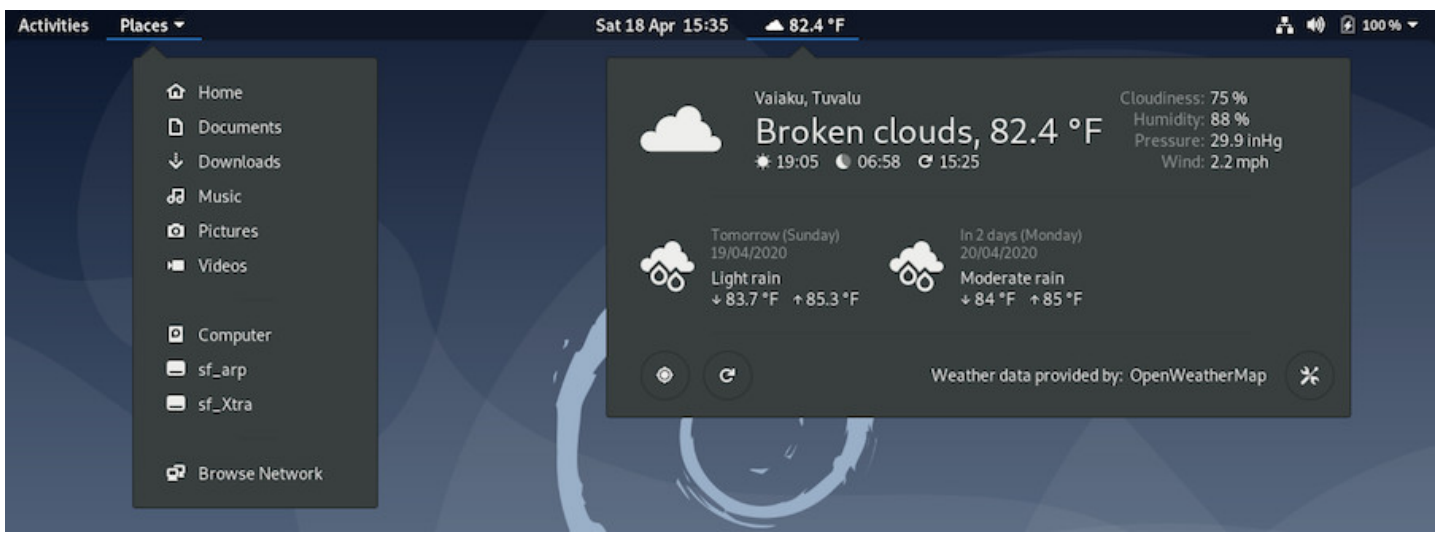 Activities Places Sat 18 Apr 15:35 82.4 °F 100 %
Home
Documents
Downloads
Music
Pictures
Videos
Computer
sf_arp
sf_Xtra
Browse Network
Vaiaku, Tuvalu
Broken clouds, 82.4 °F
19:05 06:58 15:25
Cloudiness: 75 %
Humidity: 88 %
Pressure: 29.9 inHg
Wind: 2.2 mph
Tomorrow (Sunday)
19/04/2020
Light rain
↓ 83.7 °F ↑ 85.3 °F
In 2 days (Monday)
20/04/2020
Moderate rain
↓ 84 °F ↑ 85 °F
Weather data provided by: OpenWeatherMap